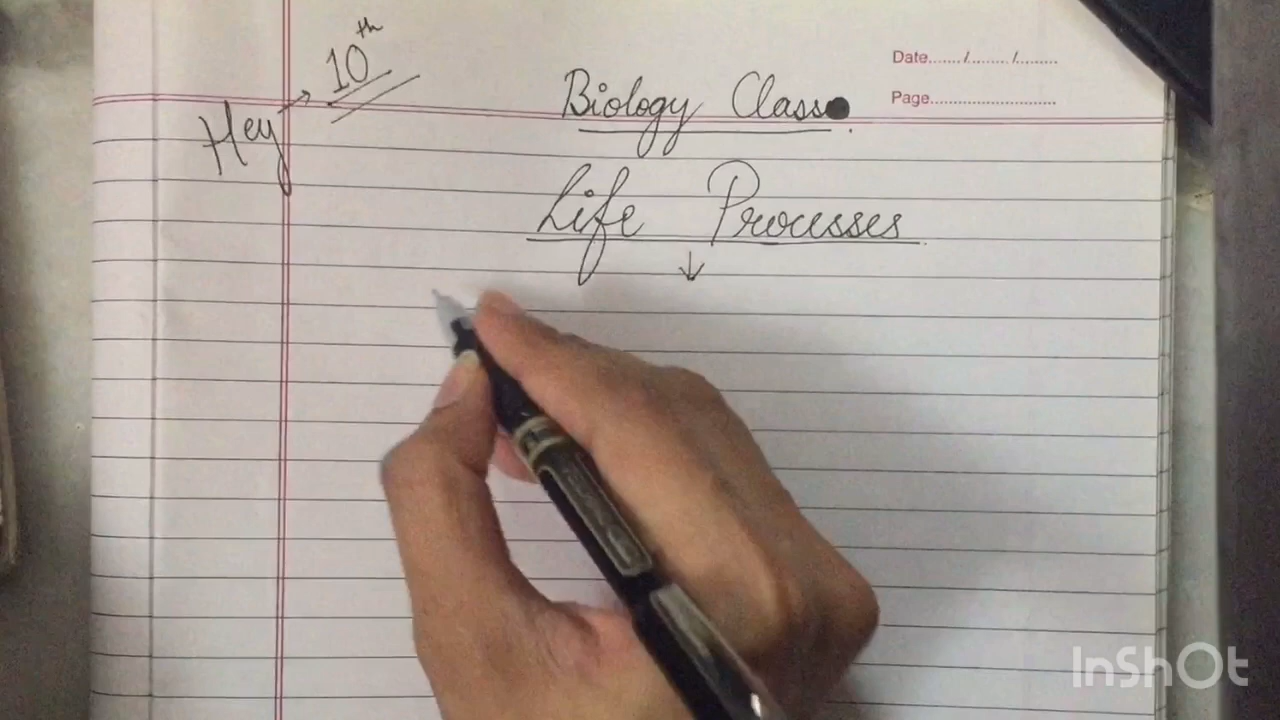 10th
Hey →
Biology Class
Date....... /......... /.........
Page...............................
Life Processes
↓
InShOt